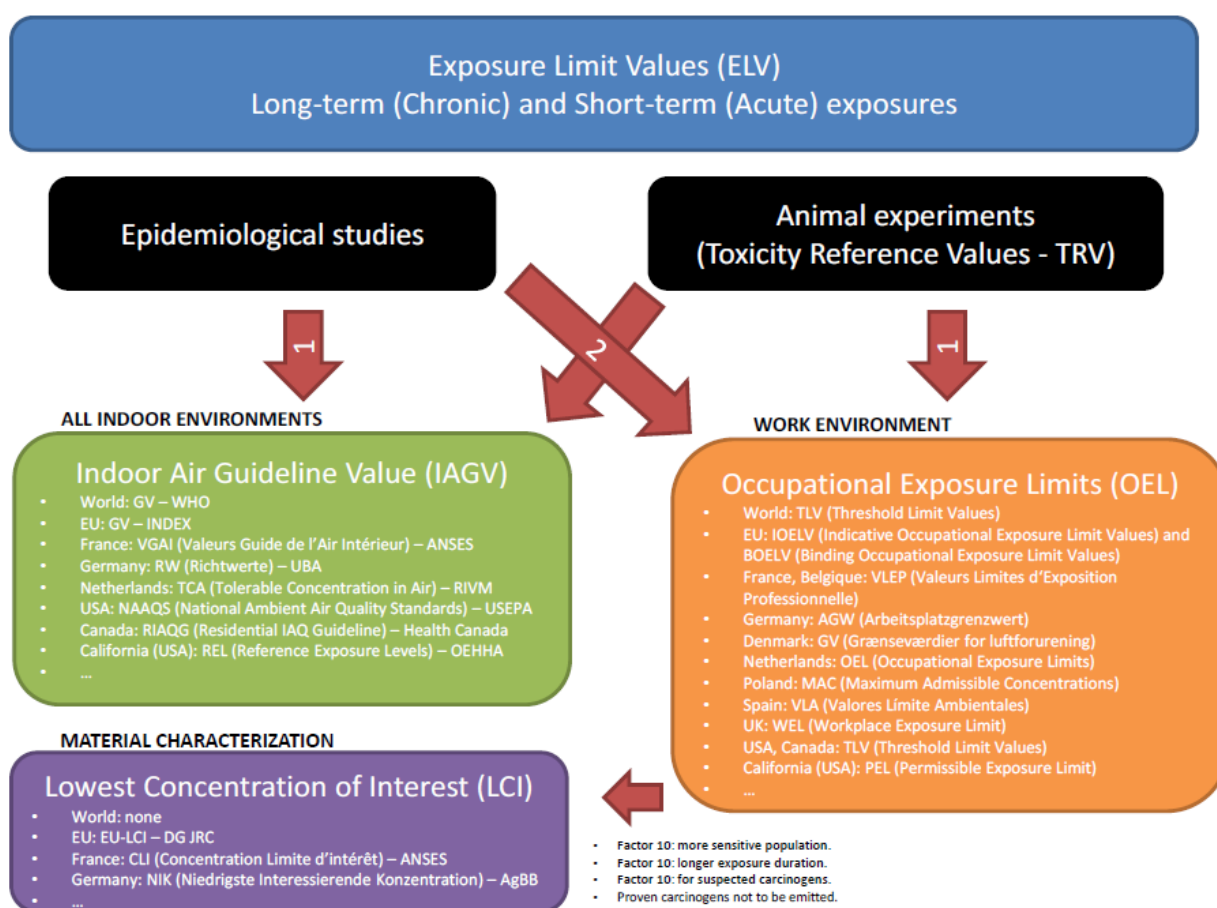 Exposure Limit Values (ELV)
Long-term (Chronic) and Short-term (Acute) exposures
Epidemiological studies
Animal experiments
(Toxicity Reference Values - TRV)
1
2
1
ALL INDOOR ENVIRONMENTS
Indoor Air Guideline Value (IAGV)
• World: GV – WHO
• EU: GV – INDEX
• France: VGAI (Valeurs Guide de l'Air Intérieur) – ANSES
• Germany: RW (Richtwerte) – UBA
• Netherlands: TCA (Tolerable Concentration in Air) – RIVM
• USA: NAAQS (National Ambient Air Quality Standards) – USEPA
• Canada: RIAQG (Residential IAQ Guideline) – Health Canada
• California (USA): REL (Reference Exposure Levels) – OEHHA
• ...
WORK ENVIRONMENT
Occupational Exposure Limits (OEL)
• World: TLV (Threshold Limit Values)
• EU: IOELV (Indicative Occupational Exposure Limit Values) and
BOELV (Binding Occupational Exposure Limit Values)
• France, Belgique: VLEP (Valeurs Limites d'Exposition
Professionnelle)
• Germany: AGW (Arbeitsplatzgrenzwert)
• Denmark: GV (Grænseværdier for luftforurening)
• Netherlands: OEL (Occupational Exposure Limits)
• Poland: MAC (Maximum Admissible Concentrations)
• Spain: VLA (Valores Límite Ambientales)
• UK: WEL (Workplace Exposure Limit)
• USA, Canada: TLV (Threshold Limit Values)
• California (USA): PEL (Permissible Exposure Limit)
• ...
MATERIAL CHARACTERIZATION
Lowest Concentration of Interest (LCI)
• World: none
• EU: EU-LCI – DG JRC
• France: CLI (Concentration Limite d'intérêt) – ANSES
• Germany: NIK (Niedrigste Interessierende Konzentration) – AgBB
• ...
• Factor 10: more sensitive population.
• Factor 10: longer exposure duration.
• Factor 10: for suspected carcinogens.
• Proven carcinogens not to be emitted.